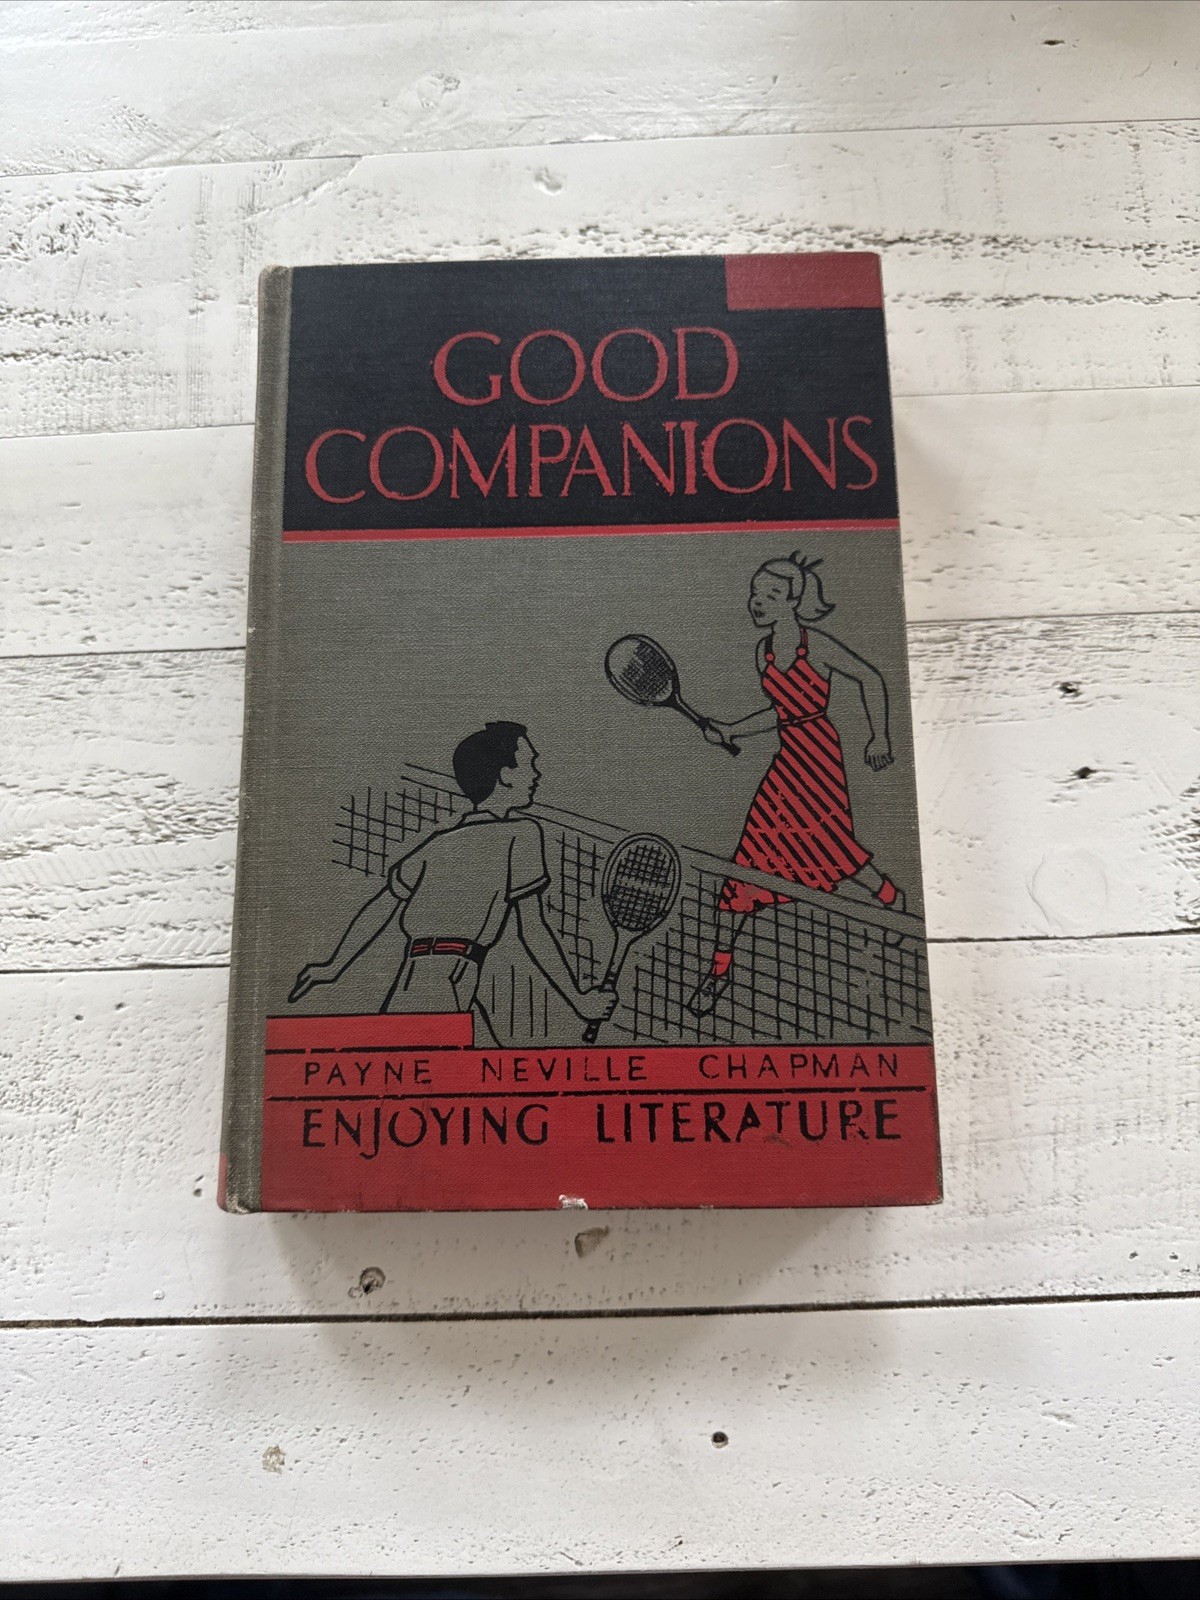 GOOD
COMPANIONS
PAYNE NEVILLE CHAPMAN
ENJOYING LITERATURE